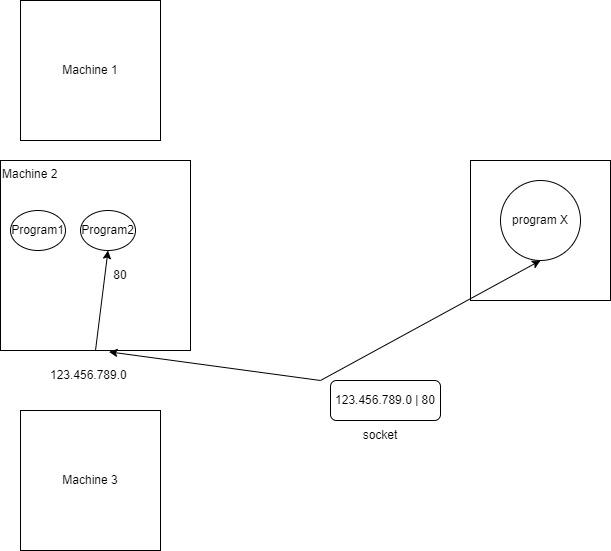 Machine 1
Machine 2
Program1
Program2
program X
80
123.456.789.0
123.456.789.0 | 80
socket
Machine 3